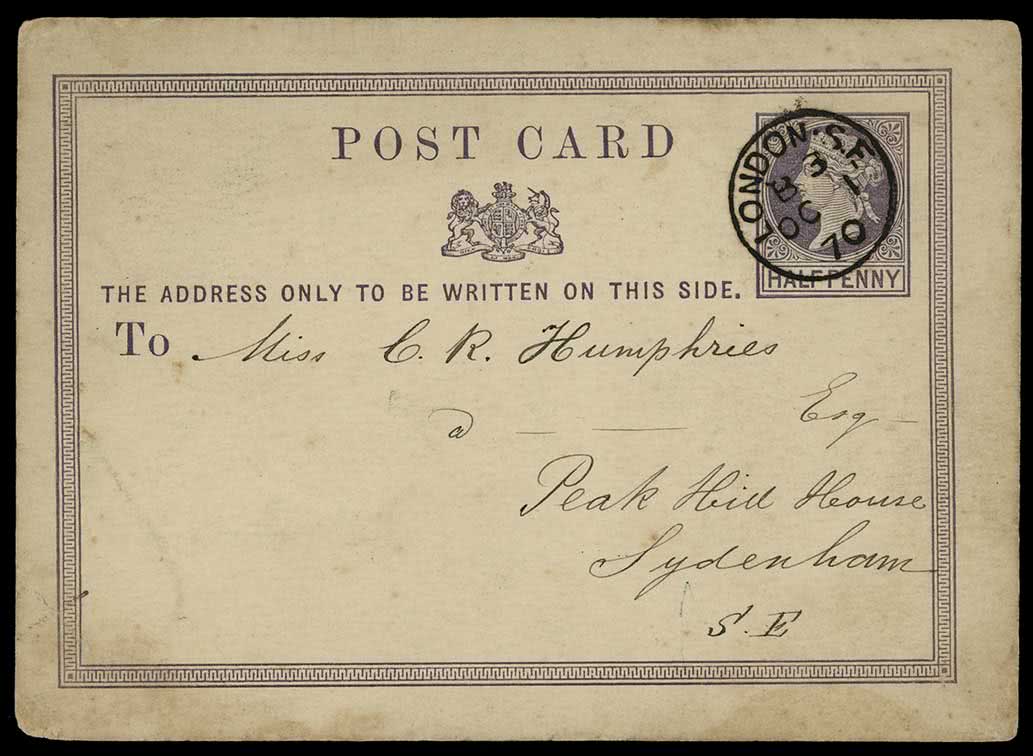 POST CARD
LONDON·S.E.
3
B 1
OC
70
HALFPENNY
THE ADDRESS ONLY TO BE WRITTEN ON THIS SIDE.
To Miss C. R. Humphries
a — — Esq
Peak Hill House
Sydenham
S.E